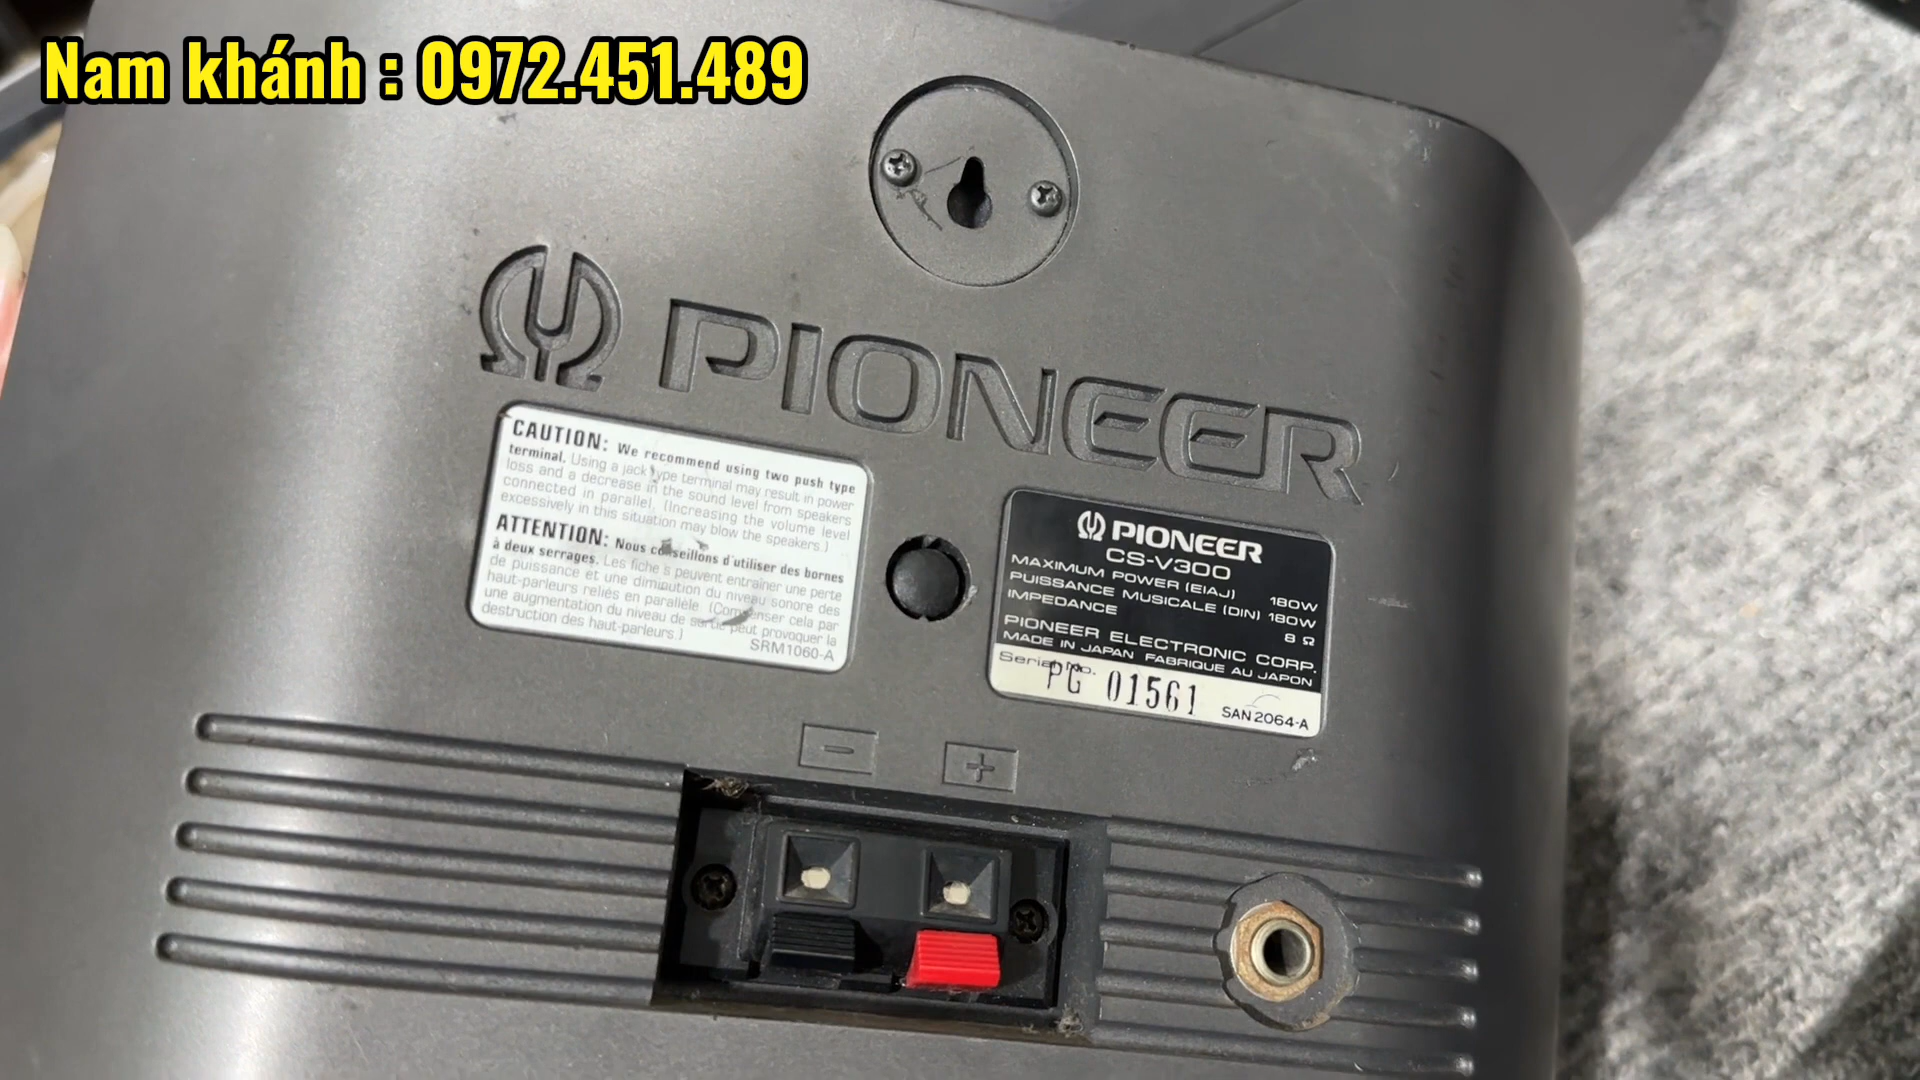 Nam khánh : 0972.451.489
PIONEER
CAUTION: We recommend using two push type
terminal. Using a jack type terminal may result in power
loss and a decrease in the sound level from speakers
connected in parallel. (Increasing the volume level
excessively in this situation may blow the speakers.)
ATTENTION: Nous conseillons d'utiliser des bornes
à deux serrages. Les fiche s peuvent entraîner une perte
de puissance et une diminution du niveau sonore des
haut-parleurs reliés en parallèle. (Compenser cela par
une augmentation du niveau de sortie peut provoquer la
destruction des haut-parleurs.)
SRM1060-A
PIONEER
CS-V300
MAXIMUM POWER (EIAJ) 180W
PUISSANCE MUSICALE (DIN) 180W
IMPEDANCE 8 Ω
PIONEER ELECTRONIC CORP.
MADE IN JAPAN FABRIQUE AU JAPON
Serial No.
PG 01561
SAN2064-A
- +